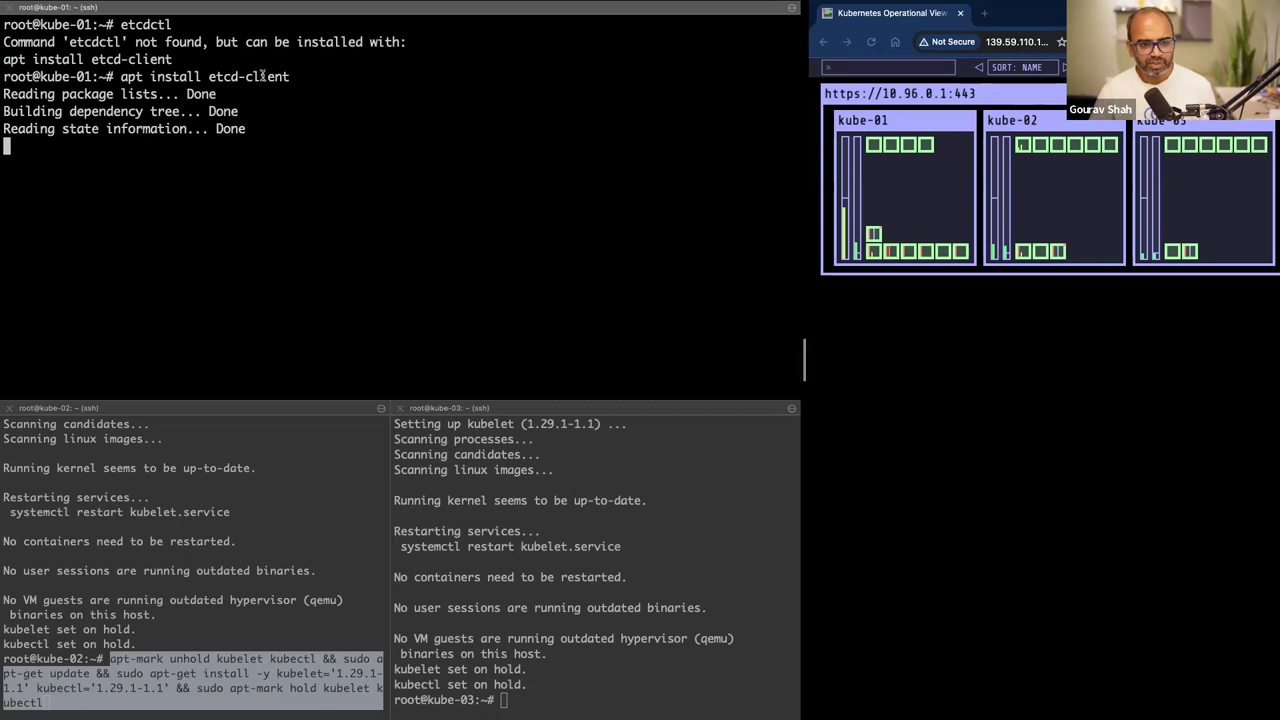 root@kube-01: ~ (ssh)
root@kube-01:~# etcdctl
Command 'etcdctl' not found, but can be installed with:
apt install etcd-client
root@kube-01:~# apt install etcd-client
Reading package lists... Done
Building dependency tree... Done
Reading state information... Done
Kubernetes Operational View
Not Secure 139.59.110.1...
>
SORT: NAME
https://10.96.0.1:443
Gourav Shah
kube-01
kube-02
root@kube-02: ~ (ssh)
Scanning candidates...
Scanning linux images...
Running kernel seems to be up-to-date.
Restarting services...
systemctl restart kubelet.service
No containers need to be restarted.
No user sessions are running outdated binaries.
No VM guests are running outdated hypervisor (qemu)
binaries on this host.
kubelet set on hold.
kubectl set on hold.
root@kube-02:~# apt-mark unhold kubelet kubectl && sudo a
pt-get update && sudo apt-get install -y kubelet='1.29.1-
1.1' kubectl='1.29.1-1.1' && sudo apt-mark hold kubelet k
ubectl
root@kube-03: ~ (ssh)
Setting up kubelet (1.29.1-1.1) ...
Scanning processes...
Scanning candidates...
Scanning linux images...
Running kernel seems to be up-to-date.
Restarting services...
systemctl restart kubelet.service
No containers need to be restarted.
No user sessions are running outdated binaries.
No VM guests are running outdated hypervisor (qemu)
binaries on this host.
kubelet set on hold.
kubectl set on hold.
root@kube-03:~#